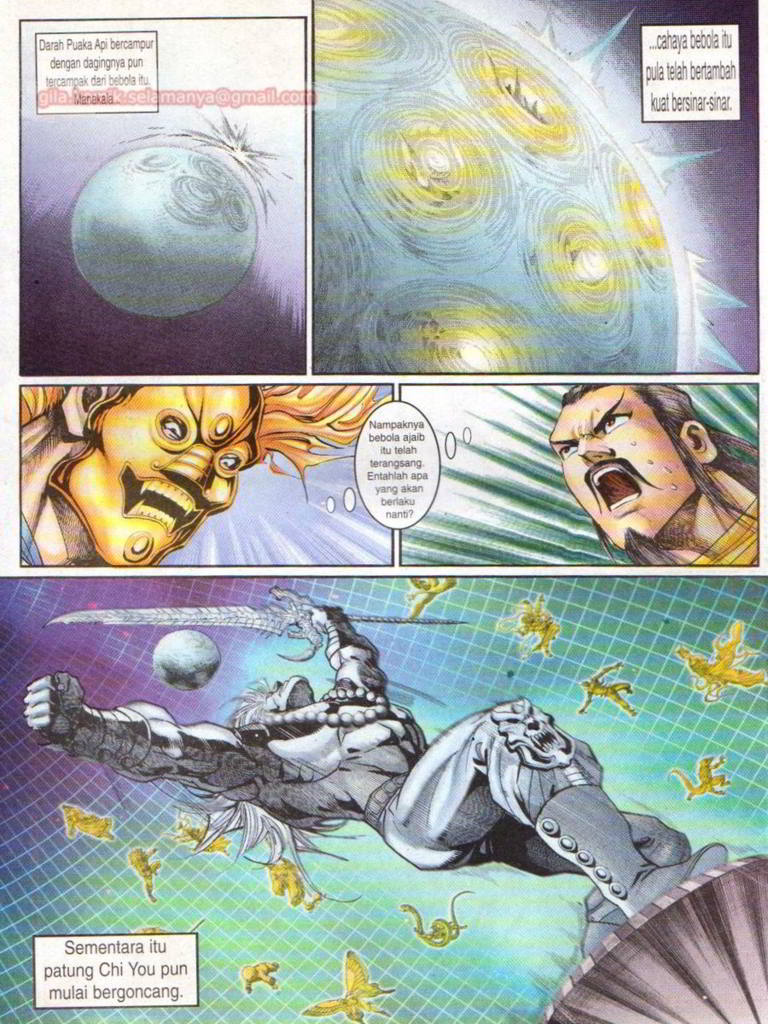 Darah Puaka Api bercampur
dengan dagingnya pun
tercampak dari bebola itu.
Manakala
gila.komik.selamanya@gmail.com
...cahaya bebola itu
pula telah bertambah
kuat bersinar-sinar.
Nampaknya
bebola ajaib
itu telah
terangsang.
Entahlah apa
yang akan
berlaku
nanti?
Sementara itu
patung Chi You pun
mulai bergoncang.